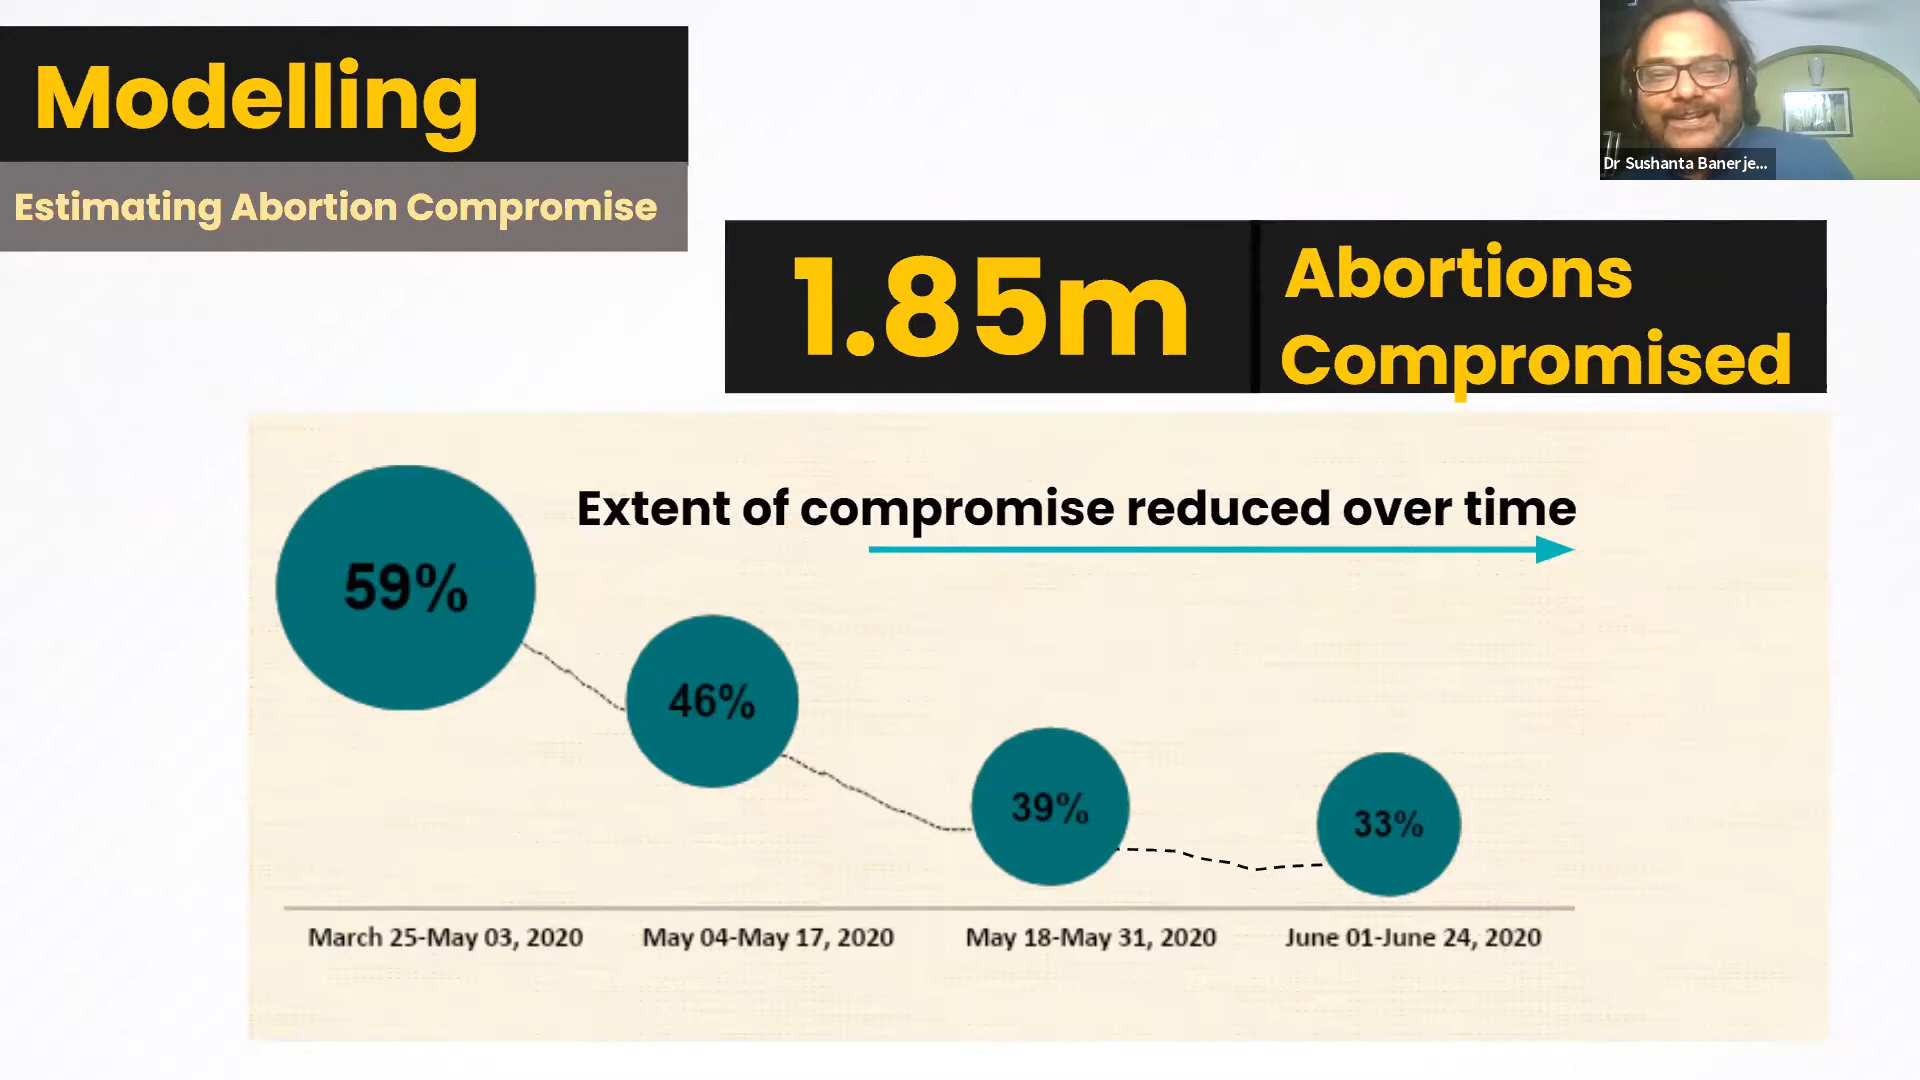 Modelling
Estimating Abortion Compromise
Dr Sushanta Banerje...
1.85m
Abortions
Compromised
Extent of compromise reduced over time
59%
46%
39%
33%
March 25-May 03, 2020
May 04-May 17, 2020
May 18-May 31, 2020
June 01-June 24, 2020